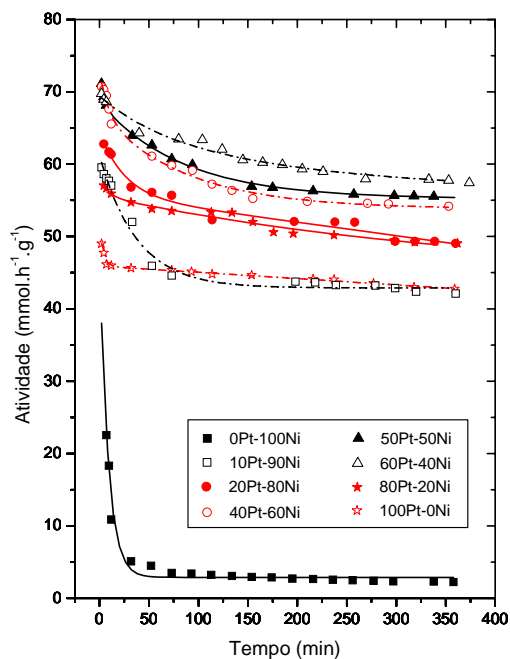 80
70
60
50
40
30
20
10
0
Atividade (mmol.h⁻¹.g⁻¹)
0Pt-100Ni
10Pt-90Ni
20Pt-80Ni
40Pt-60Ni
50Pt-50Ni
60Pt-40Ni
80Pt-20Ni
100Pt-0Ni
0 50 100 150 200 250 300 350 400
Tempo (min)